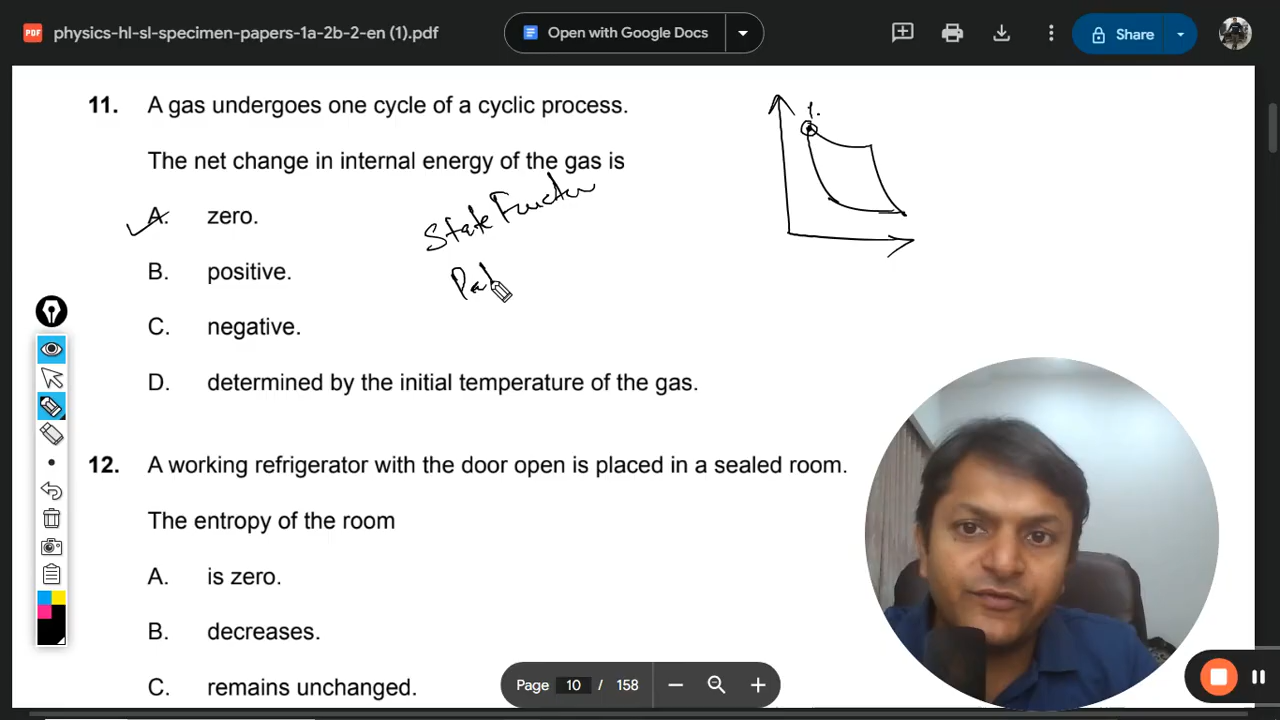 physics-hl-sl-specimen-papers-1a-2b-2-en (1).pdf
Open with Google Docs
Share
11. A gas undergoes one cycle of a cyclic process.
1.
The net change in internal energy of the gas is
A. zero.
State Function
B. positive.
C. negative.
D. determined by the initial temperature of the gas.
12. A working refrigerator with the door open is placed in a sealed room.
The entropy of the room
A. is zero.
B. decreases.
C. remains unchanged.
Page 10 / 158